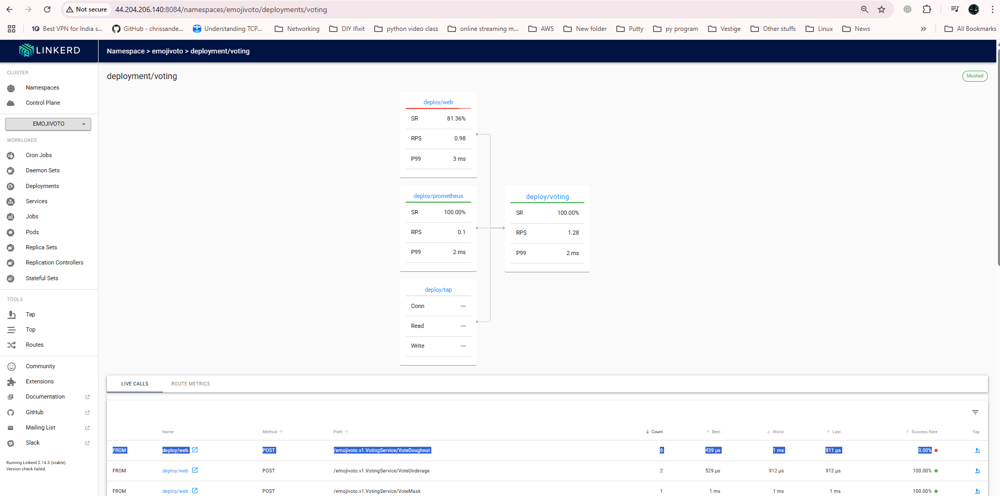 Not secure 44.204.206.140:8084/namespaces/emojivoto/deployments/voting
Best VPN for India s... GitHub - chrissande... Understanding TCP... Networking DIY Ifixit python video class online streaming m... AWS New folder Putty py program Vestige Other stuffs Linux News » All Bookmarks
LINKERD
Namespace > emojivoto > deployment/voting
CLUSTER
Namespaces
Control Plane
EMOJIVOTO
WORKLOADS
Cron Jobs
Daemon Sets
Deployments
Services
Jobs
Pods
Replica Sets
Replication Controllers
Stateful Sets
TOOLS
Tap
Top
Routes
Community
Extensions
Documentation
GitHub
Mailing List
Slack
Running Linkerd 2.14.3 (stable).
Version check failed.
deployment/voting
Meshed
deploy/web
SR 81.36%
RPS 0.98
P99 3 ms
deploy/prometheus
SR 100.00%
RPS 0.1
P99 2 ms
deploy/tap
Conn ---
Read ---
Write ---
deploy/voting
SR 100.00%
RPS 1.28
P99 2 ms
LIVE CALLS ROUTE METRICS
Name Method Path Count Best Worst Last Success Rate Tap
FROM deploy/web POST /emojivoto.v1.VotingService/VoteDoughnut 6 439 µs 1 ms 811 µs 0.00%
FROM deploy/web POST /emojivoto.v1.VotingService/VoteUnderage 2 529 µs 912 µs 912 µs 100.00%
FROM deploy/web POST /emojivoto.v1.VotingService/VoteMask 1 1 ms 1 ms 1 ms 100.00%